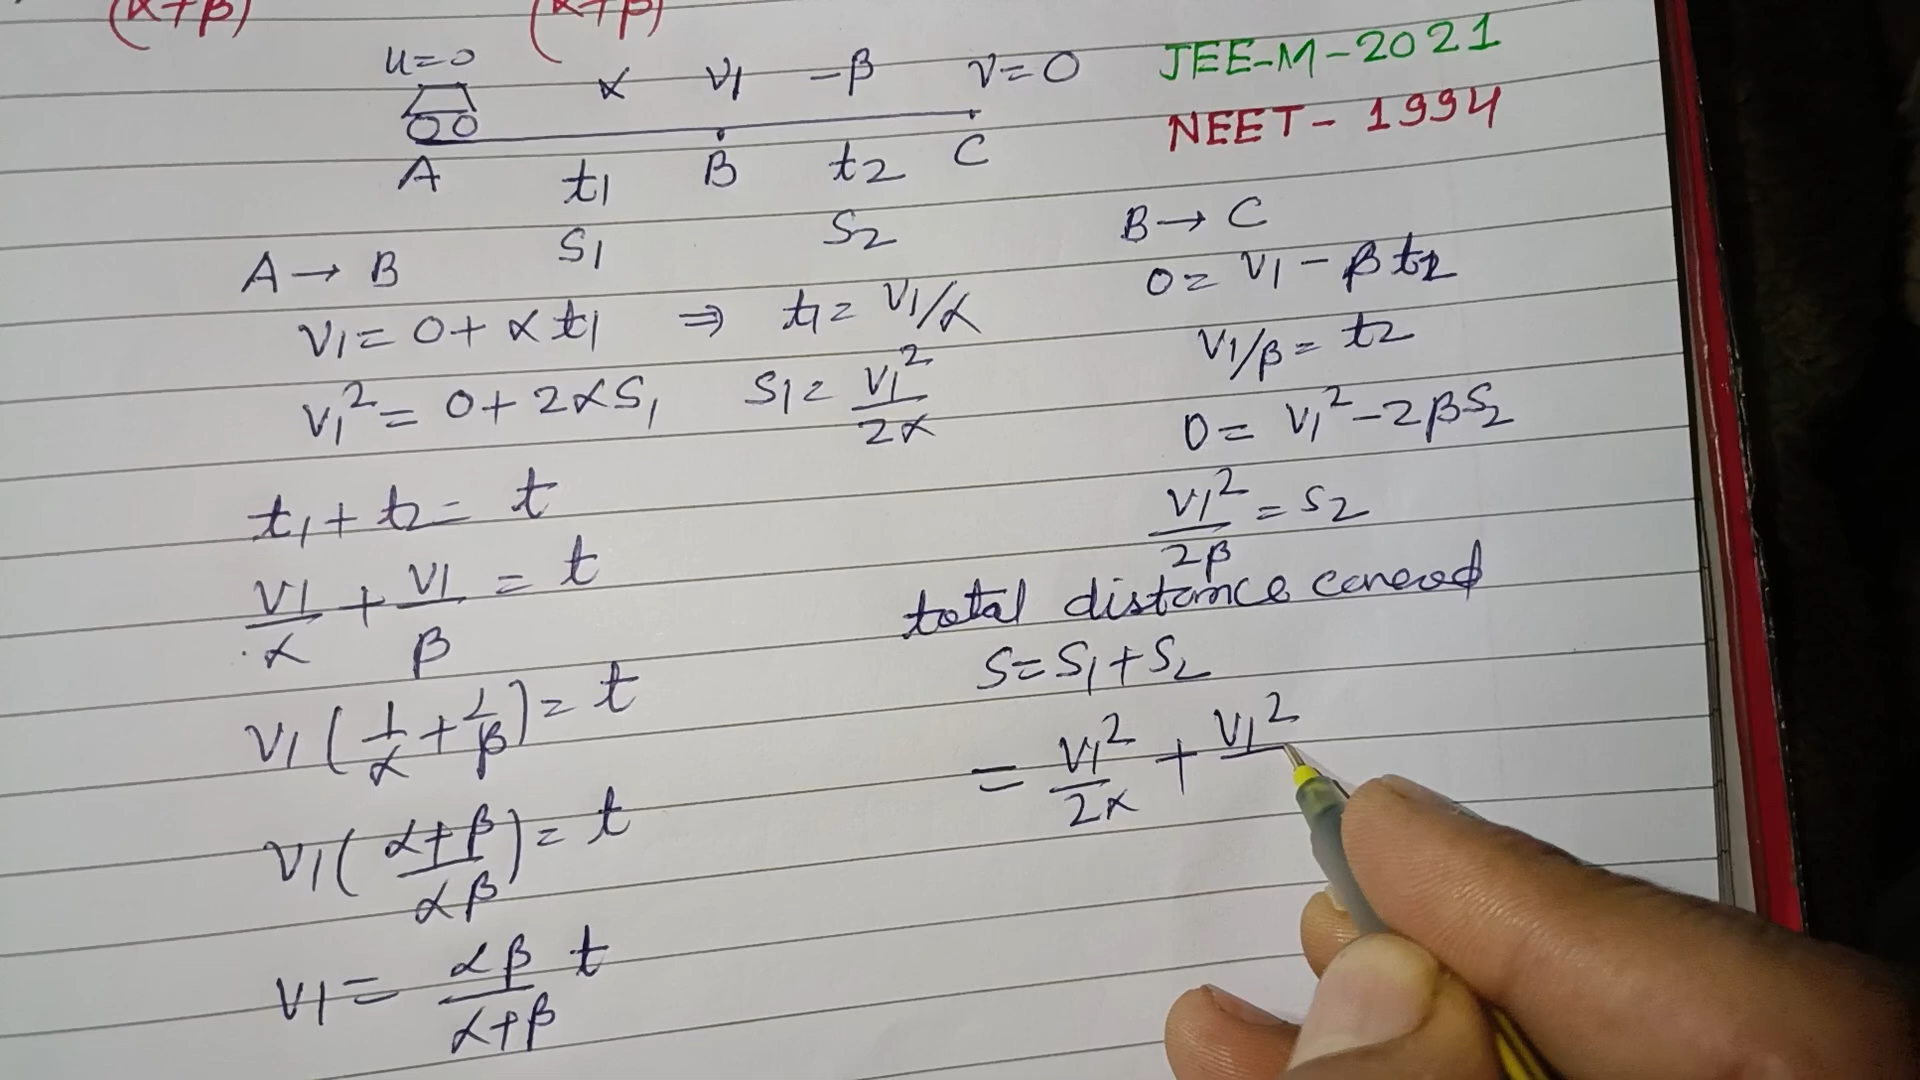 (α+β) (α+β)
u=0 α v1 -β v=0 JEE-M-2021
NEET-1994
A t1 B t2 C
S1 S2
A → B
v1 = 0 + αt1 ⇒ t1 = v1/α
v1² = 0 + 2αS1 S1 = v1²/2α
t1 + t2 = t
v1/α + v1/β = t
v1 (1/α + 1/β) = t
v1 (α+β/αβ) = t
v1 = αβ/α+β t
B → C
0 = v1 - βt2
v1/β = t2
0 = v1² - 2βS2
v1²/2β = S2
total distance covered
S = S1 + S2
= v1²/2α + v1²